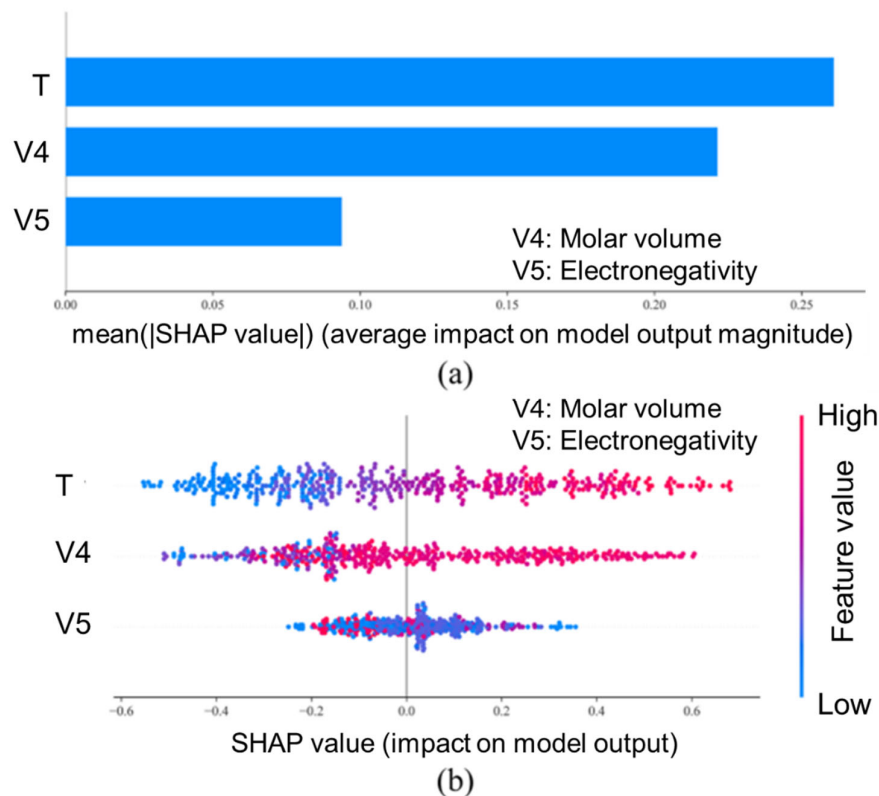 T
V4
V5
V4: Molar volume
V5: Electronegativity
0.00 0.05 0.10 0.15 0.20 0.25
mean(|SHAP value|) (average impact on model output magnitude)
(a)
V4: Molar volume
V5: Electronegativity
High
T
V4
V5
Feature value
Low
−0.6 −0.4 −0.2 0.0 0.2 0.4 0.6
SHAP value (impact on model output)
(b)